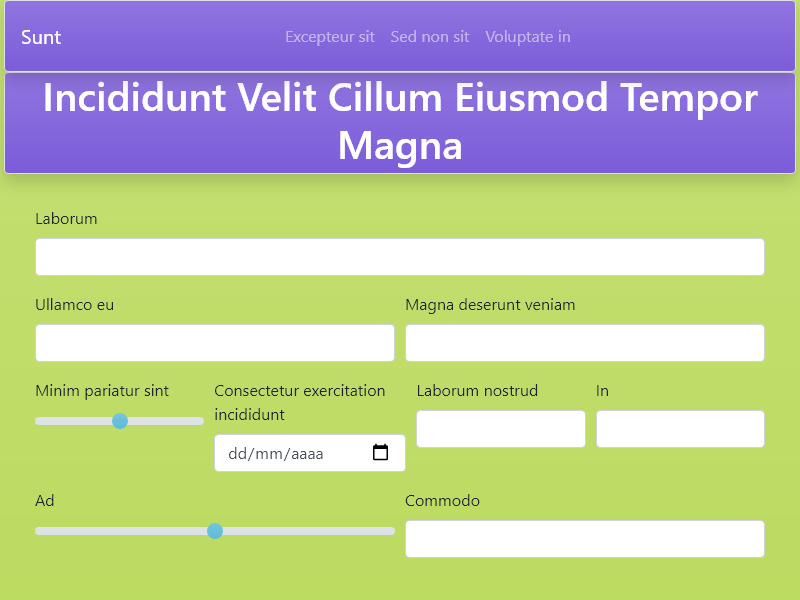 Sunt
Excepteur sit Sed non sit Voluptate in
Incididunt Velit Cillum Eiusmod Tempor
Magna
Laborum
Ullamco eu Magna deserunt veniam
Minim pariatur sint Consectetur exercitation Laborum nostrud In
incididunt
dd/mm/aaaa
Ad Commodo